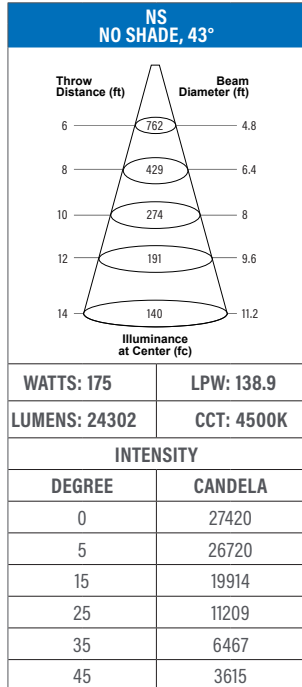 NS
NO SHADE, 43°
Throw
Distance (ft)
Beam
Diameter (ft)
6 762 4.8
8 429 6.4
10 274 8
12 191 9.6
14 140 11.2
Illuminance
at Center (fc)
WATTS: 175 LPW: 138.9
LUMENS: 24302 CCT: 4500K
INTENSITY
DEGREE CANDELA
0 27420
5 26720
15 19914
25 11209
35 6467
45 3615